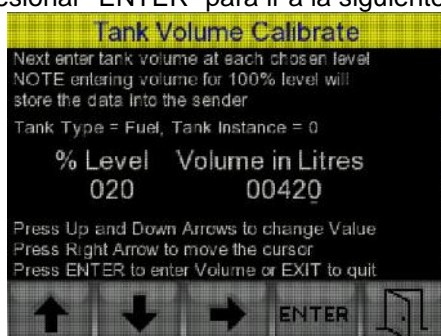 esional "ENTER" para ir a la siguiente
Tank Volume Calibrate
Next enter tank volume at each chosen level
NOTE entering volume for 100% level will
store the data into the sender
Tank Type = Fuel, Tank Instance = 0
% Level Volume in Litres
020 00420
Press Up and Down Arrows to change Value
Press Right Arrow to move the cursor
Press ENTER to enter Volume or EXIT to quit
ENTER